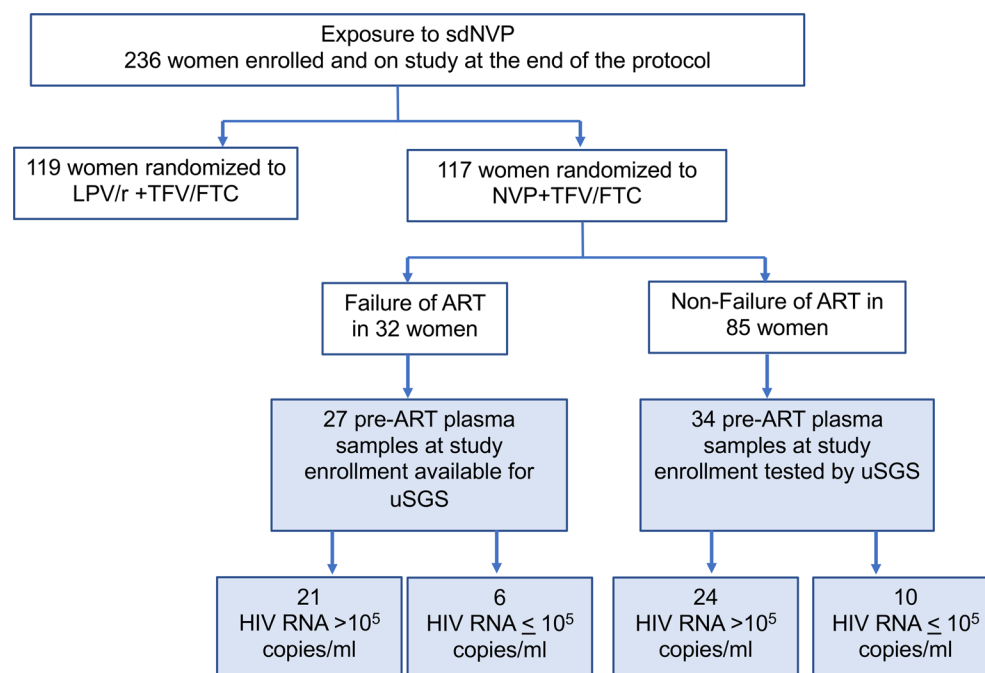 Exposure to sdNVP
236 women enrolled and on study at the end of the protocol
119 women randomized to
LPV/r +TFV/FTC
117 women randomized to
NVP+TFV/FTC
Failure of ART
in 32 women
Non-Failure of ART in
85 women
27 pre-ART plasma
samples at study
enrollment available for
uSGS
34 pre-ART plasma
samples at study
enrollment tested by uSGS
21
HIV RNA >10⁵
copies/ml
6
HIV RNA ≤ 10⁵
copies/ml
24
HIV RNA >10⁵
copies/ml
10
HIV RNA ≤ 10⁵
copies/ml